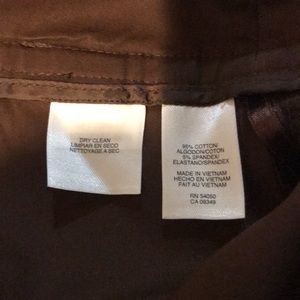 DRY CLEAN
LIMPIAR EN SECO
NETTOYAGE A SEC
95% COTTON/
ALGODON/COTON
5% SPANDEX/
ELASTANO/SPANDEX
MADE IN VIETNAM
HECHO EN VIETNAM
FAIT AU VIETNAM
RN 54050
CA 08349